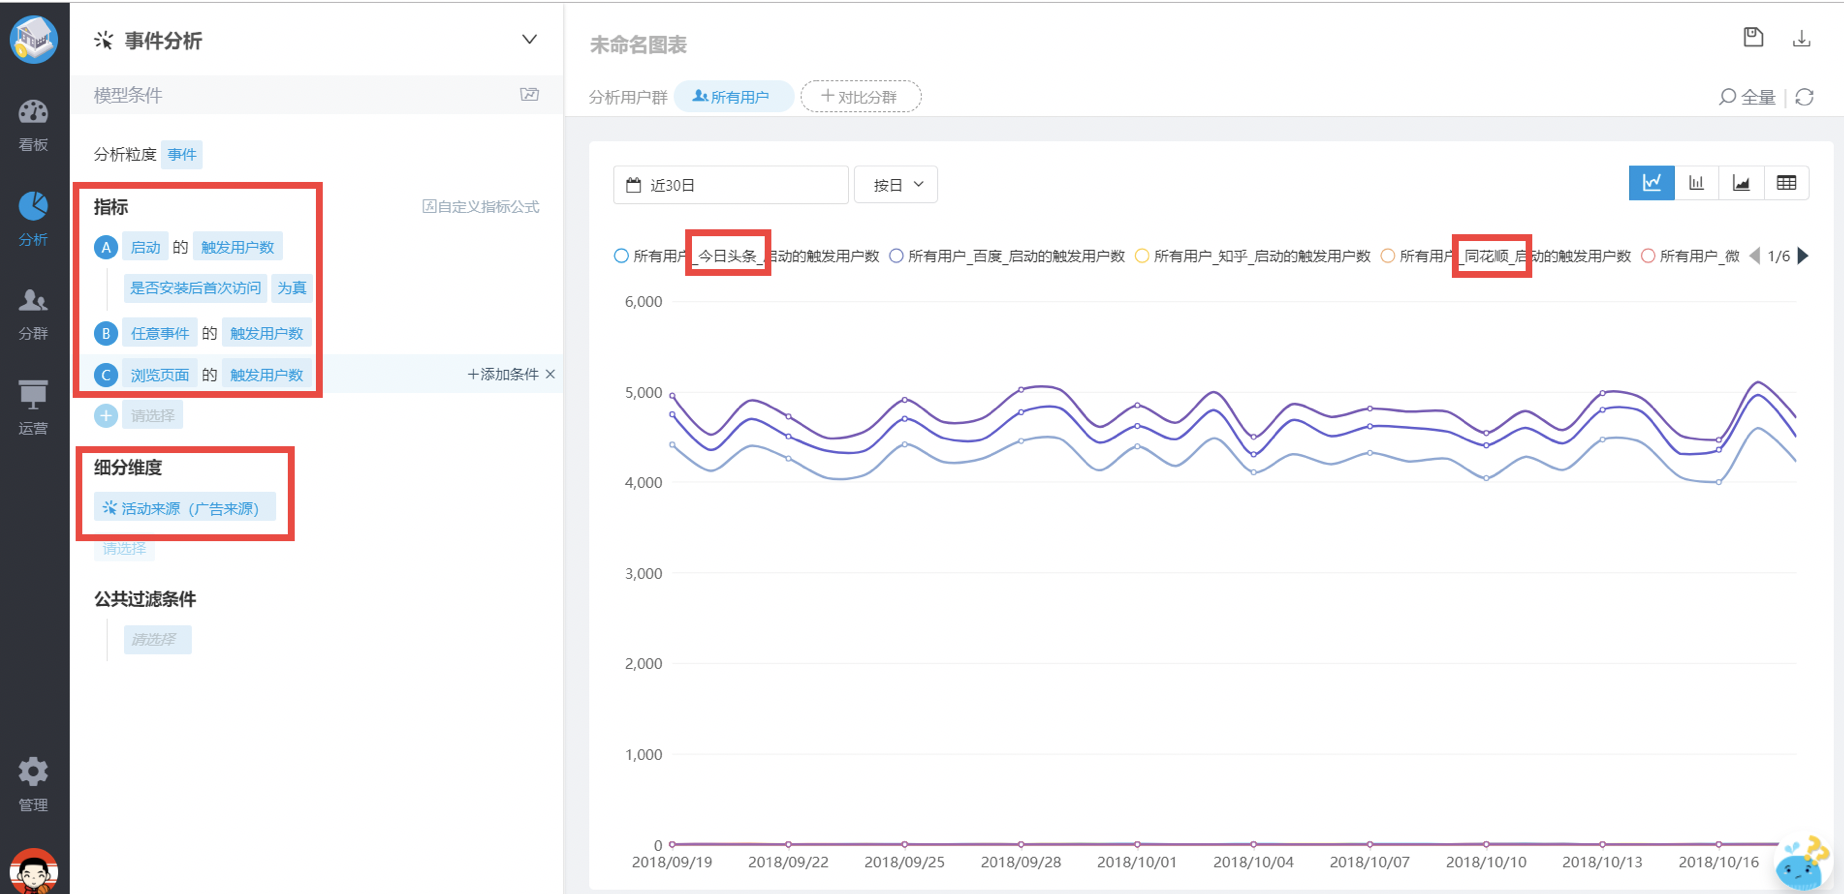 看板
分析
分群
运营
管理
事件分析
模型条件
分析粒度 事件
指标
自定义指标公式
A 启动 的 触发用户数
是否安装后首次访问 为真
B 任意事件 的 触发用户数
C 浏览页面 的 触发用户数
+添加条件 ×
+ 请选择
细分维度
活动来源（广告来源）
请选择
公共过滤条件
请选择
未命名图表
分析用户群 所有用户 +对比分群
全量
近30日 按日
所有用户_今日头条_启动的触发用户数 所有用户_百度_启动的触发用户数 所有用户_知乎_启动的触发用户数 所有用户_同花顺_启动的触发用户数 所有用户_微 1/6
6,000
5,000
4,000
3,000
2,000
1,000
0
2018/09/19 2018/09/22 2018/09/25 2018/09/28 2018/10/01 2018/10/04 2018/10/07 2018/10/10 2018/10/13 2018/10/16